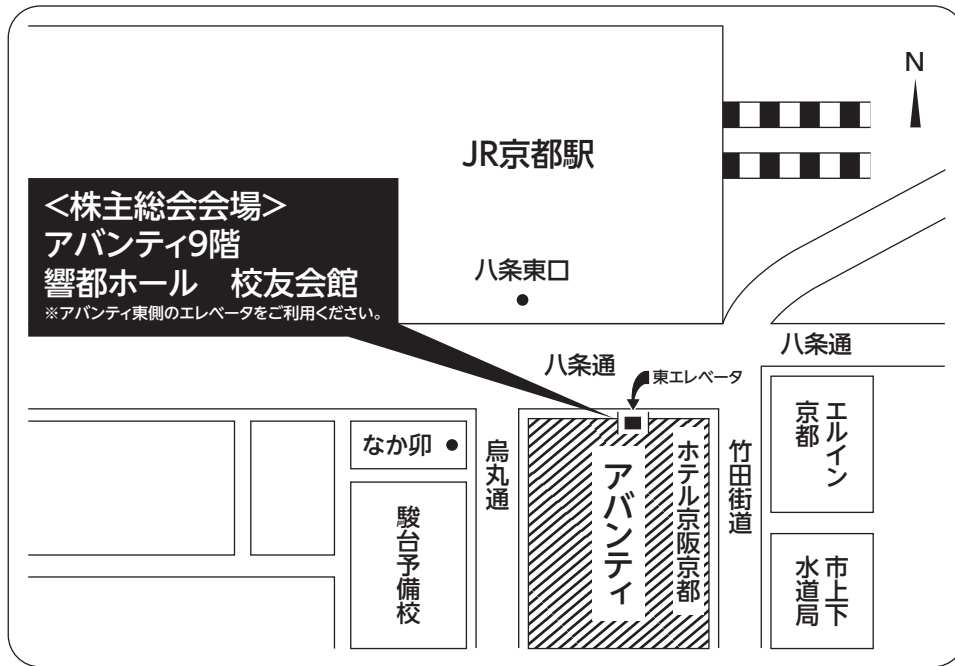 N
JR京都駅
<株主総会会場>
アバンティ9階
響都ホール　校友会館
※アバンティ東側のエレベータをご利用ください。
八条東口
八条通
八条通
東エレベータ
なか卯
烏丸通
駿台予備校
アバンティ
ホテル京阪京都
竹田街道
エルイン
京都
市上下
水道局